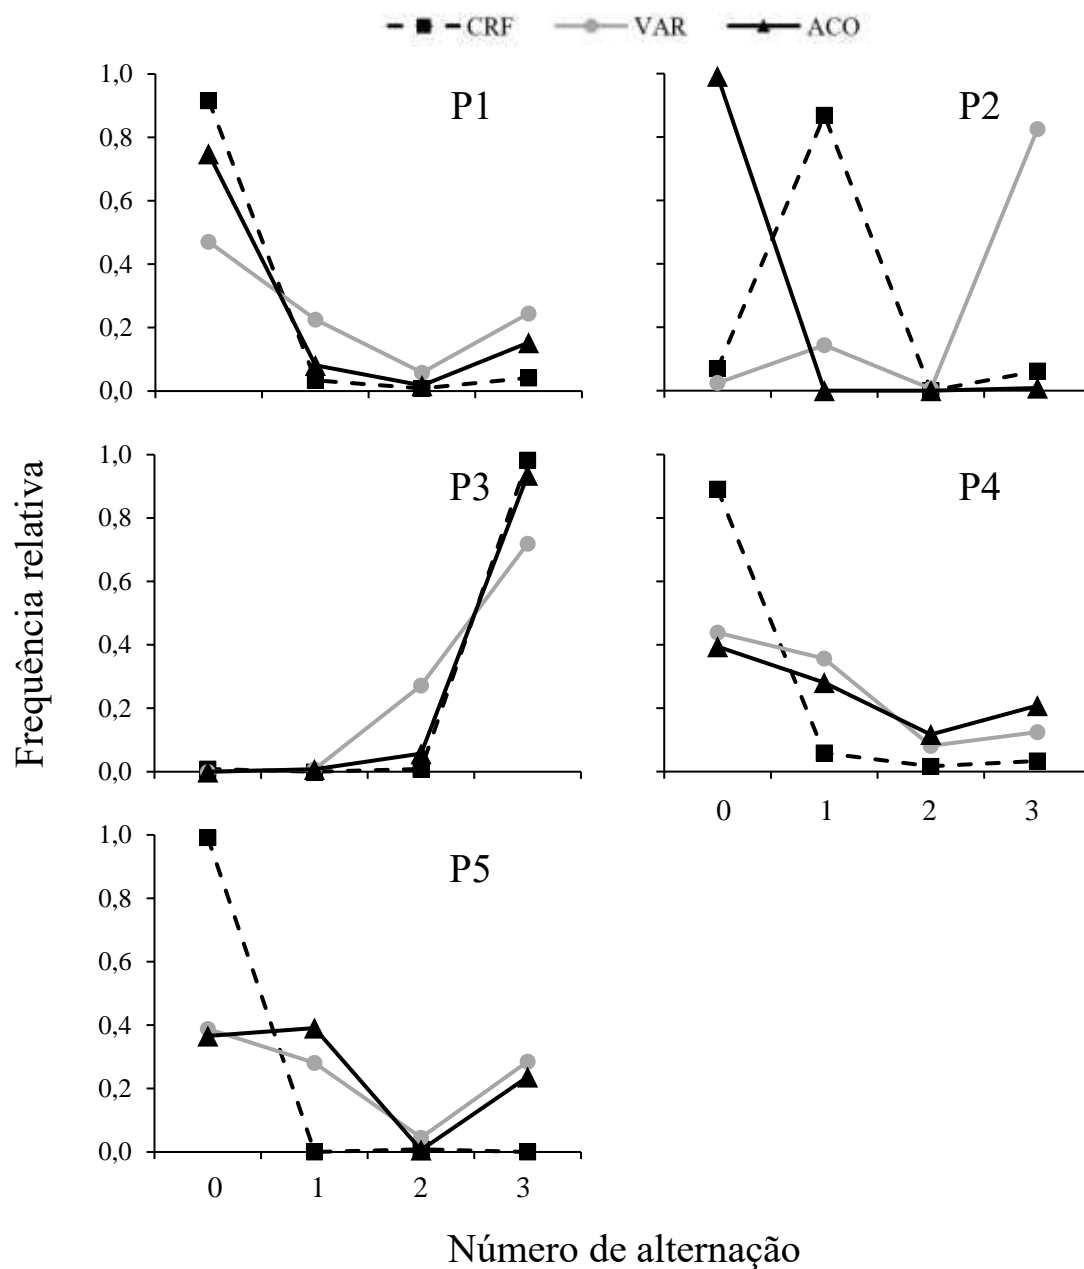 CRF VAR ACO
P1
1,0
0,8
0,6
0,4
0,2
0,0
P2
P3
1,0
0,8
0,6
0,4
0,2
0,0
P4
0 1 2 3
P5
1,0
0,8
0,6
0,4
0,2
0,0
0 1 2 3
Frequência relativa
Número de alternação